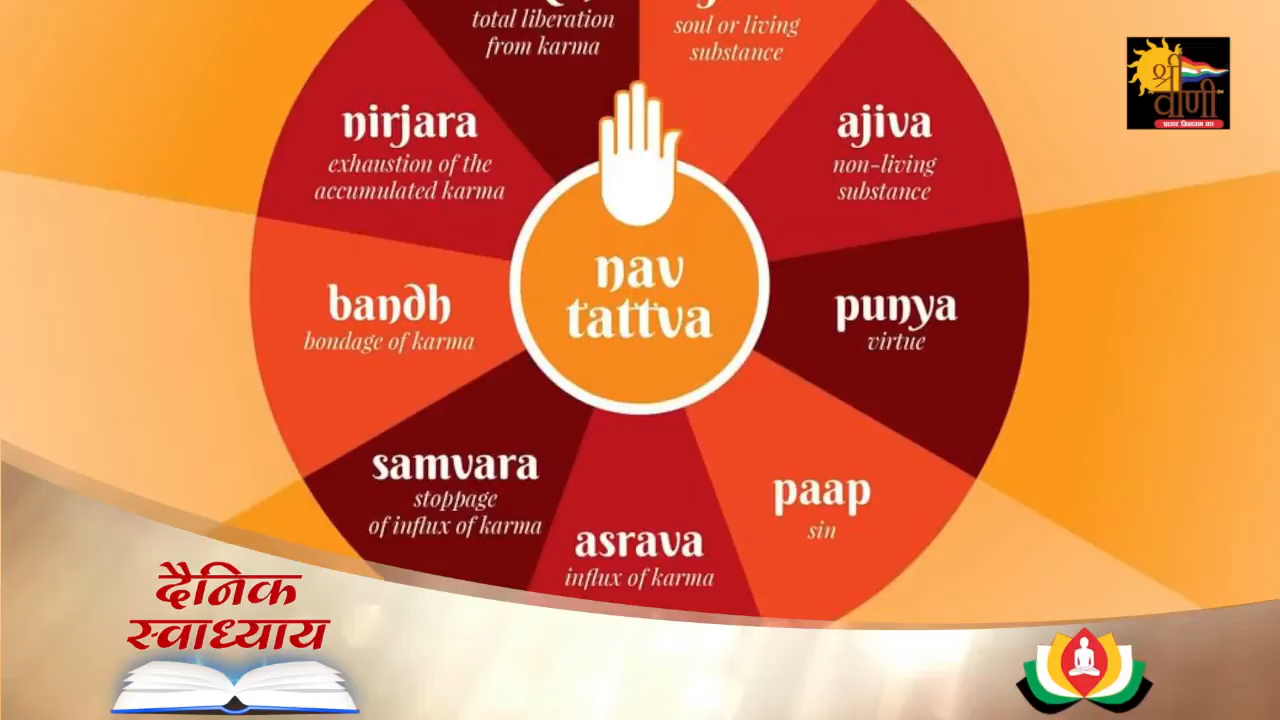 total liberation
from karma
soul or living
substance
nirjara
exhaustion of the
accumulated karma
ajiva
non-living
substance
nav
tattva
bandh
bondage of karma
punya
virtue
samvara
stoppage
of influx of karma
paap
sin
asrava
influx of karma
श्री
वाणी
दैनिक
स्वाध्याय